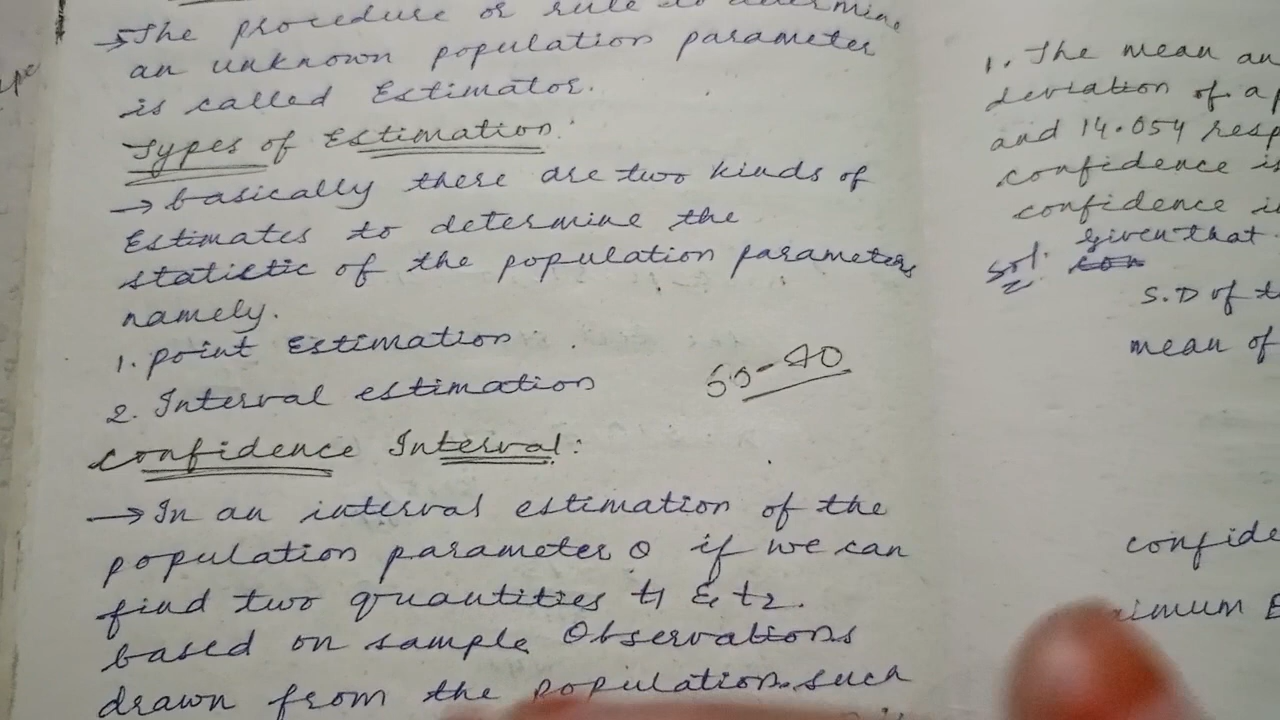 → The procedure or rule to determine
an unknown population parameter
is called Estimator.
Types of Estimation:
→ basically there are two kinds of
Estimates to determine the
statistic of the population parameters
namely.
1. point Estimation
2. Interval estimation
50-40
confidence Interval:
→ In an interval estimation of the
population parameter θ if we can
find two quantities t1 & t2.
based on sample Observations
drawn from the population such
1. The mean an
deviation of a p
and 14.054 resp
confidence is
confidence i
Sol. given that
S.D of t
mean of
confide
nimum E